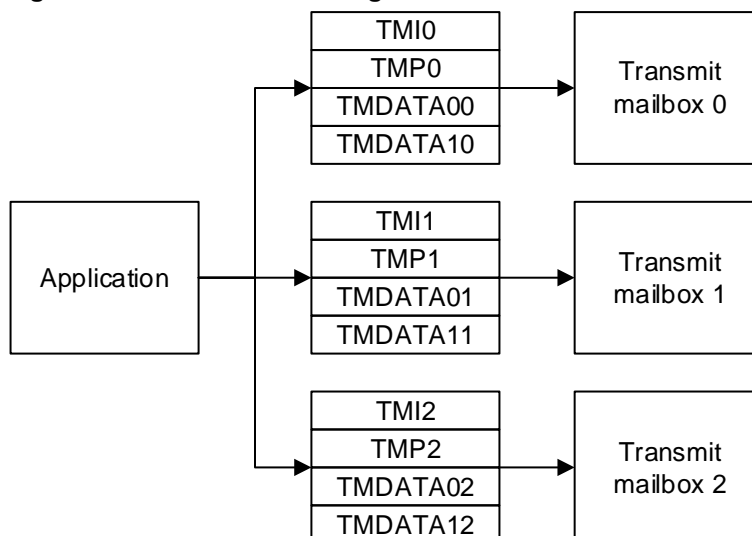 TMI0
TMP0
TMDATA00
TMDATA10
Transmit
mailbox 0
Application
TMI1
TMP1
TMDATA01
TMDATA11
Transmit
mailbox 1
TMI2
TMP2
TMDATA02
TMDATA12
Transmit
mailbox 2